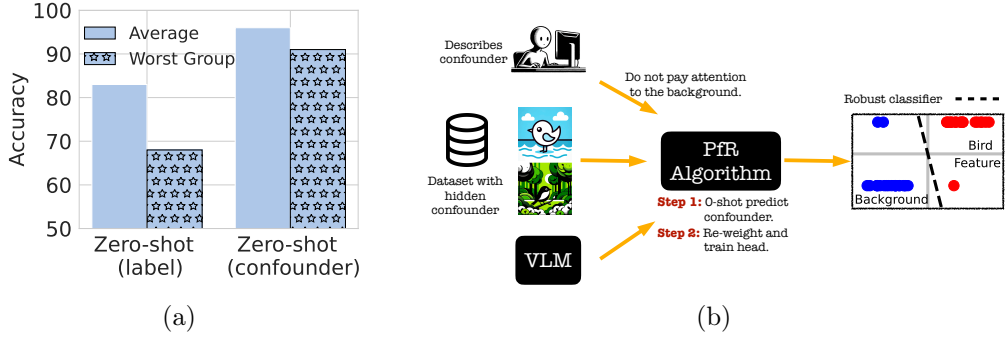 100
90
80
70
60
50
Accuracy
Average
Worst Group
Zero-shot
(label)
Zero-shot
(confounder)
(a)
Describes
confounder
Do not pay attention
to the background.
Dataset with
hidden
confounder
VLM
PfR
Algorithm
Step 1: 0-shot predict
confounder.
Step 2: Re-weight and
train head.
Robust classifier
Bird
Feature
Background
(b)